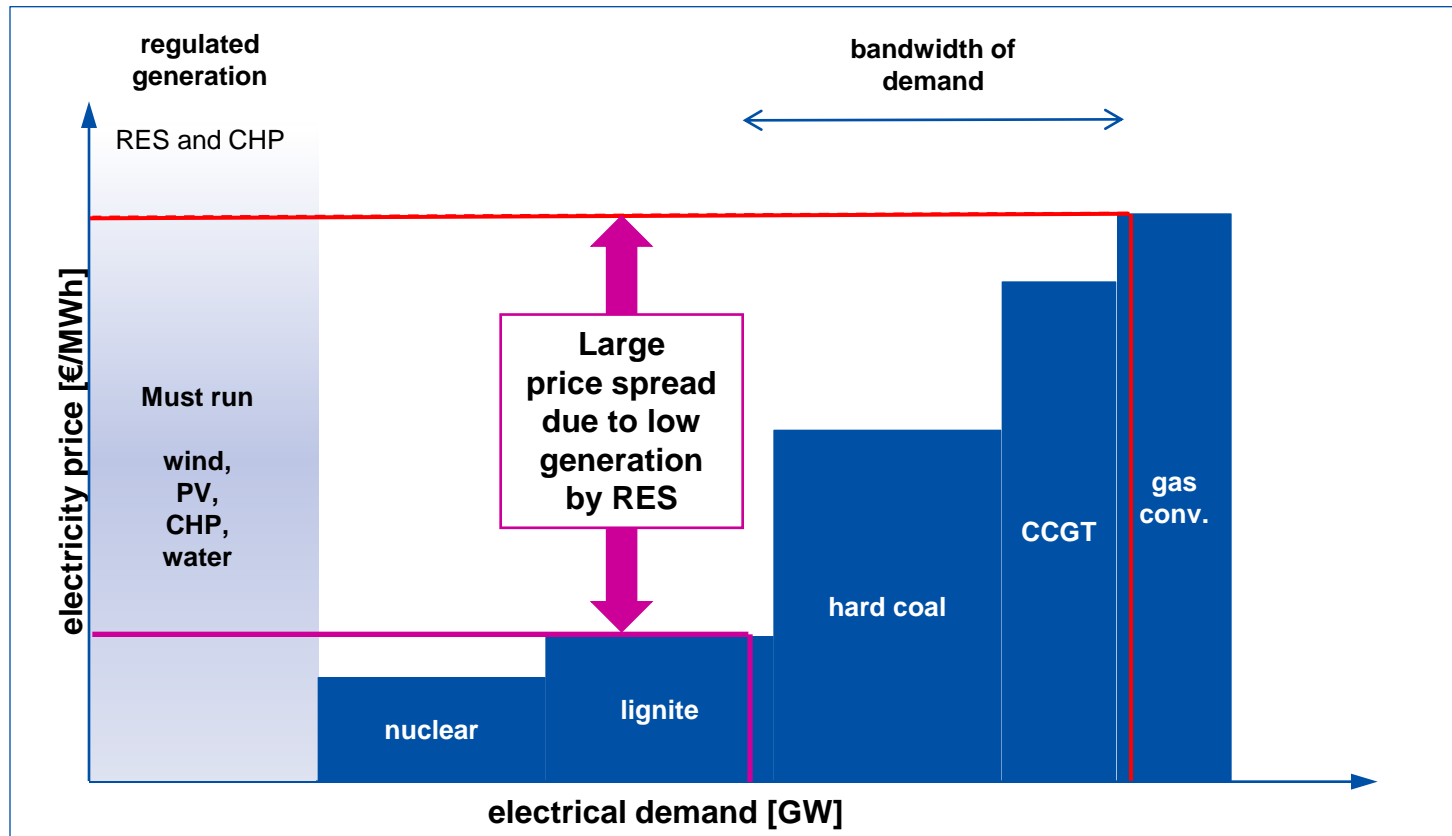 regulated
generation
RES and CHP
bandwidth of
demand
electricity price [€/MWh]
Must run
wind,
PV,
CHP,
water
Large
price spread
due to low
generation
by RES
nuclear
lignite
hard coal
CCGT
gas
conv.
electrical demand [GW]